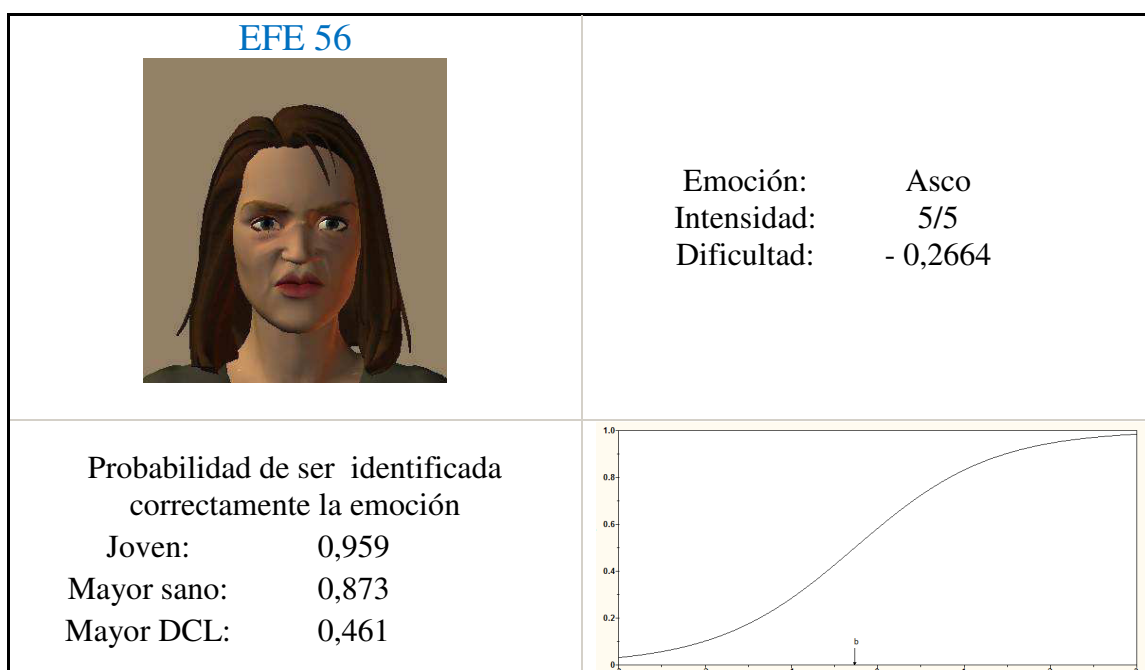 EFE 56
Emoción: Asco
Intensidad: 5/5
Dificultad: - 0,2664
Probabilidad de ser identificada
correctamente la emoción
Joven: 0,959
Mayor sano: 0,873
Mayor DCL: 0,461
1.0
0.8
0.6
0.4
0.2
0
b